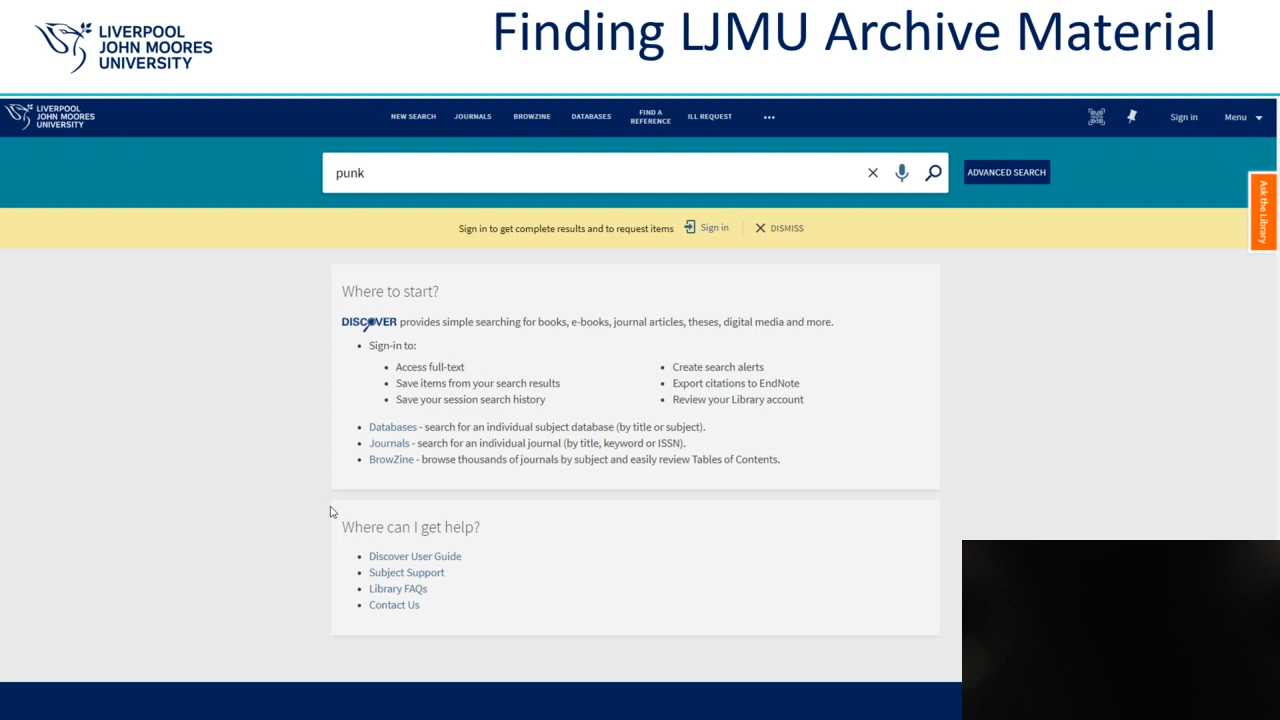 LIVERPOOL
JOHN MOORES
UNIVERSITY
Finding LJMU Archive Material
LIVERPOOL
JOHN MOORES
UNIVERSITY
NEW SEARCH
JOURNALS
BROWZINE
DATABASES
FIND A
REFERENCE
ILL REQUEST
•••
Sign in
Menu
punk
ADVANCED SEARCH
Ask the Library
Sign in to get complete results and to request items
Sign in
DISMISS
Where to start?
DISCOVER provides simple searching for books, e-books, journal articles, theses, digital media and more.
• Sign-in to:
• Access full-text
• Save items from your search results
• Save your session search history
• Create search alerts
• Export citations to EndNote
• Review your Library account
• Databases - search for an individual subject database (by title or subject).
• Journals - search for an individual journal (by title, keyword or ISSN).
• BrowZine - browse thousands of journals by subject and easily review Tables of Contents.
Where can I get help?
• Discover User Guide
• Subject Support
• Library FAQs
• Contact Us